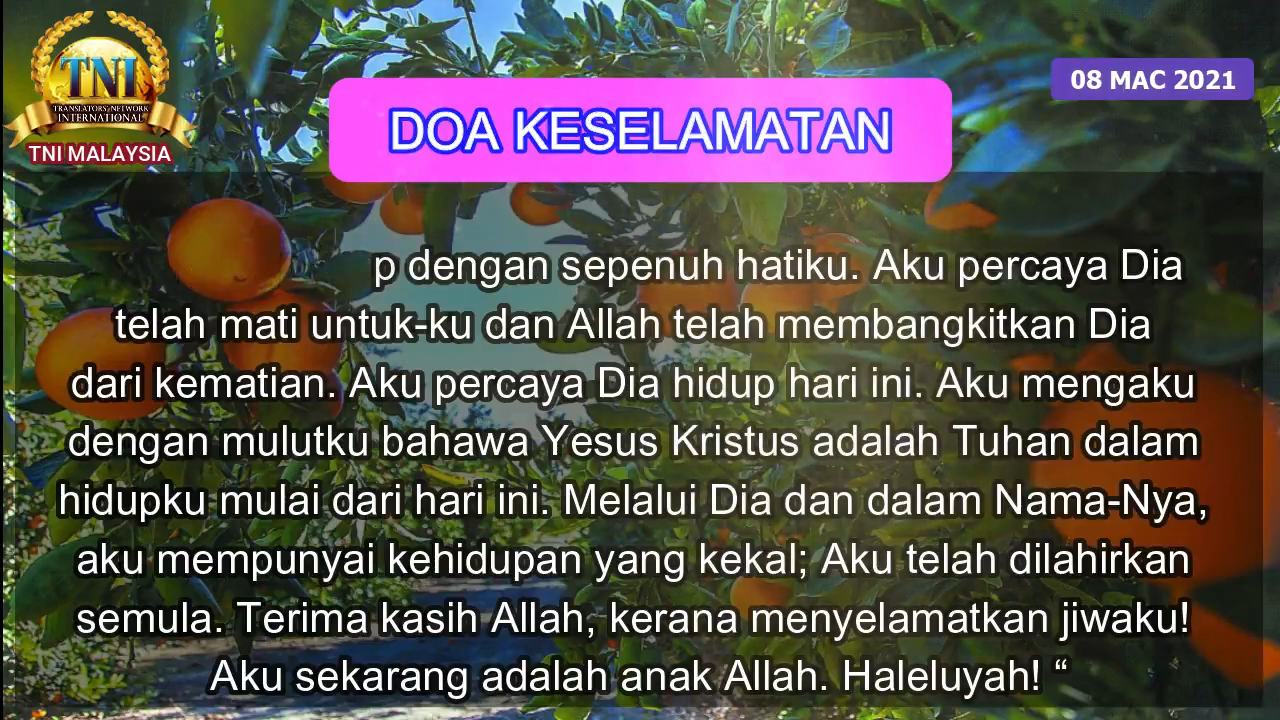 TNI
TRANSLATORS' NETWORK
INTERNATIONAL
TNI MALAYSIA
08 MAC 2021
DOA KESELAMATAN
p dengan sepenuh hatiku. Aku percaya Dia
telah mati untuk-ku dan Allah telah membangkitkan Dia
dari kematian. Aku percaya Dia hidup hari ini. Aku mengaku
dengan mulutku bahawa Yesus Kristus adalah Tuhan dalam
hidupku mulai dari hari ini. Melalui Dia dan dalam Nama-Nya,
aku mempunyai kehidupan yang kekal; Aku telah dilahirkan
semula. Terima kasih Allah, kerana menyelamatkan jiwaku!
Aku sekarang adalah anak Allah. Haleluyah! “